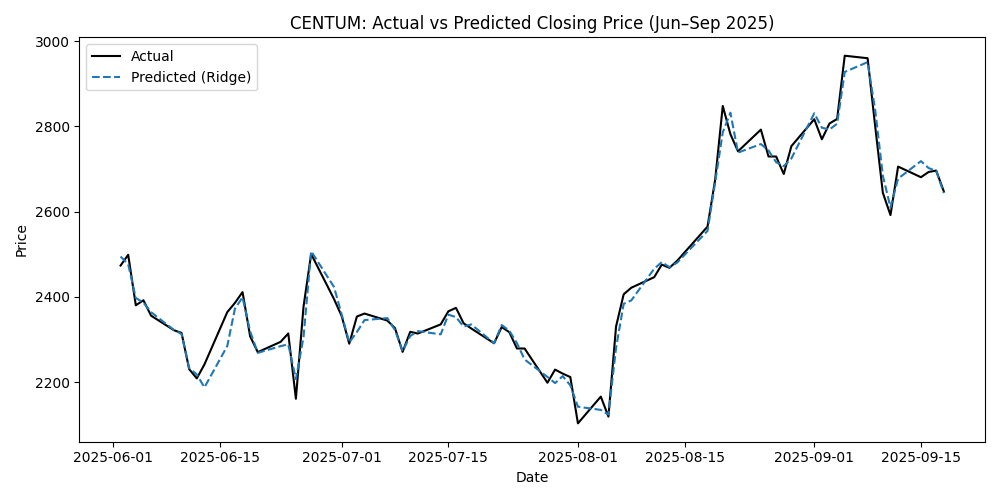 CENTUM: Actual vs Predicted Closing Price (Jun–Sep 2025)
Actual
Predicted (Ridge)
Price
3000
2800
2600
2400
2200
2025-06-01 2025-06-15 2025-07-01 2025-07-15 2025-08-01 2025-08-15 2025-09-01 2025-09-15
Date